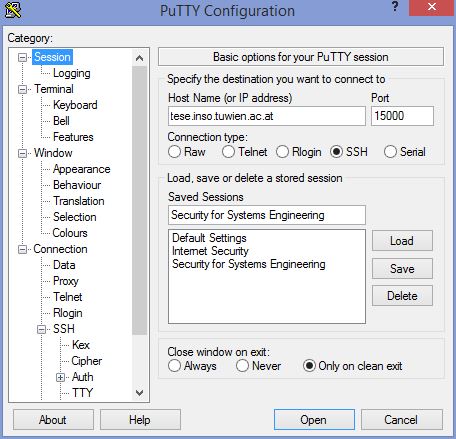 PuTTY Configuration
?
X
Category:
Session
Logging
Terminal
Keyboard
Bell
Features
Window
Appearance
Behaviour
Translation
Selection
Colours
Connection
Data
Proxy
Telnet
Rlogin
SSH
Kex
Cipher
Auth
TTY
Basic options for your PuTTY session
Specify the destination you want to connect to
Host Name (or IP address) Port
tese.inso.tuwien.ac.at 15000
Connection type:
Raw Telnet Rlogin SSH Serial
Load, save or delete a stored session
Saved Sessions
Security for Systems Engineering
Default Settings
Internet Security
Security for Systems Engineering
Load
Save
Delete
Close window on exit:
Always Never Only on clean exit
About Help Open Cancel